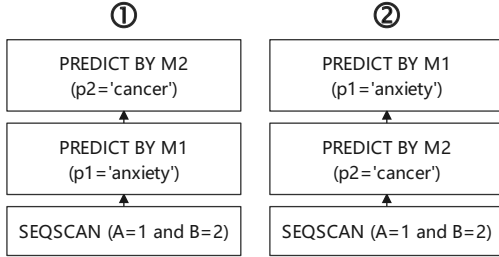 ①
PREDICT BY M2
(p2='cancer')
PREDICT BY M1
(p1='anxiety')
SEQSCAN (A=1 and B=2)
②
PREDICT BY M1
(p1='anxiety')
PREDICT BY M2
(p2='cancer')
SEQSCAN (A=1 and B=2)